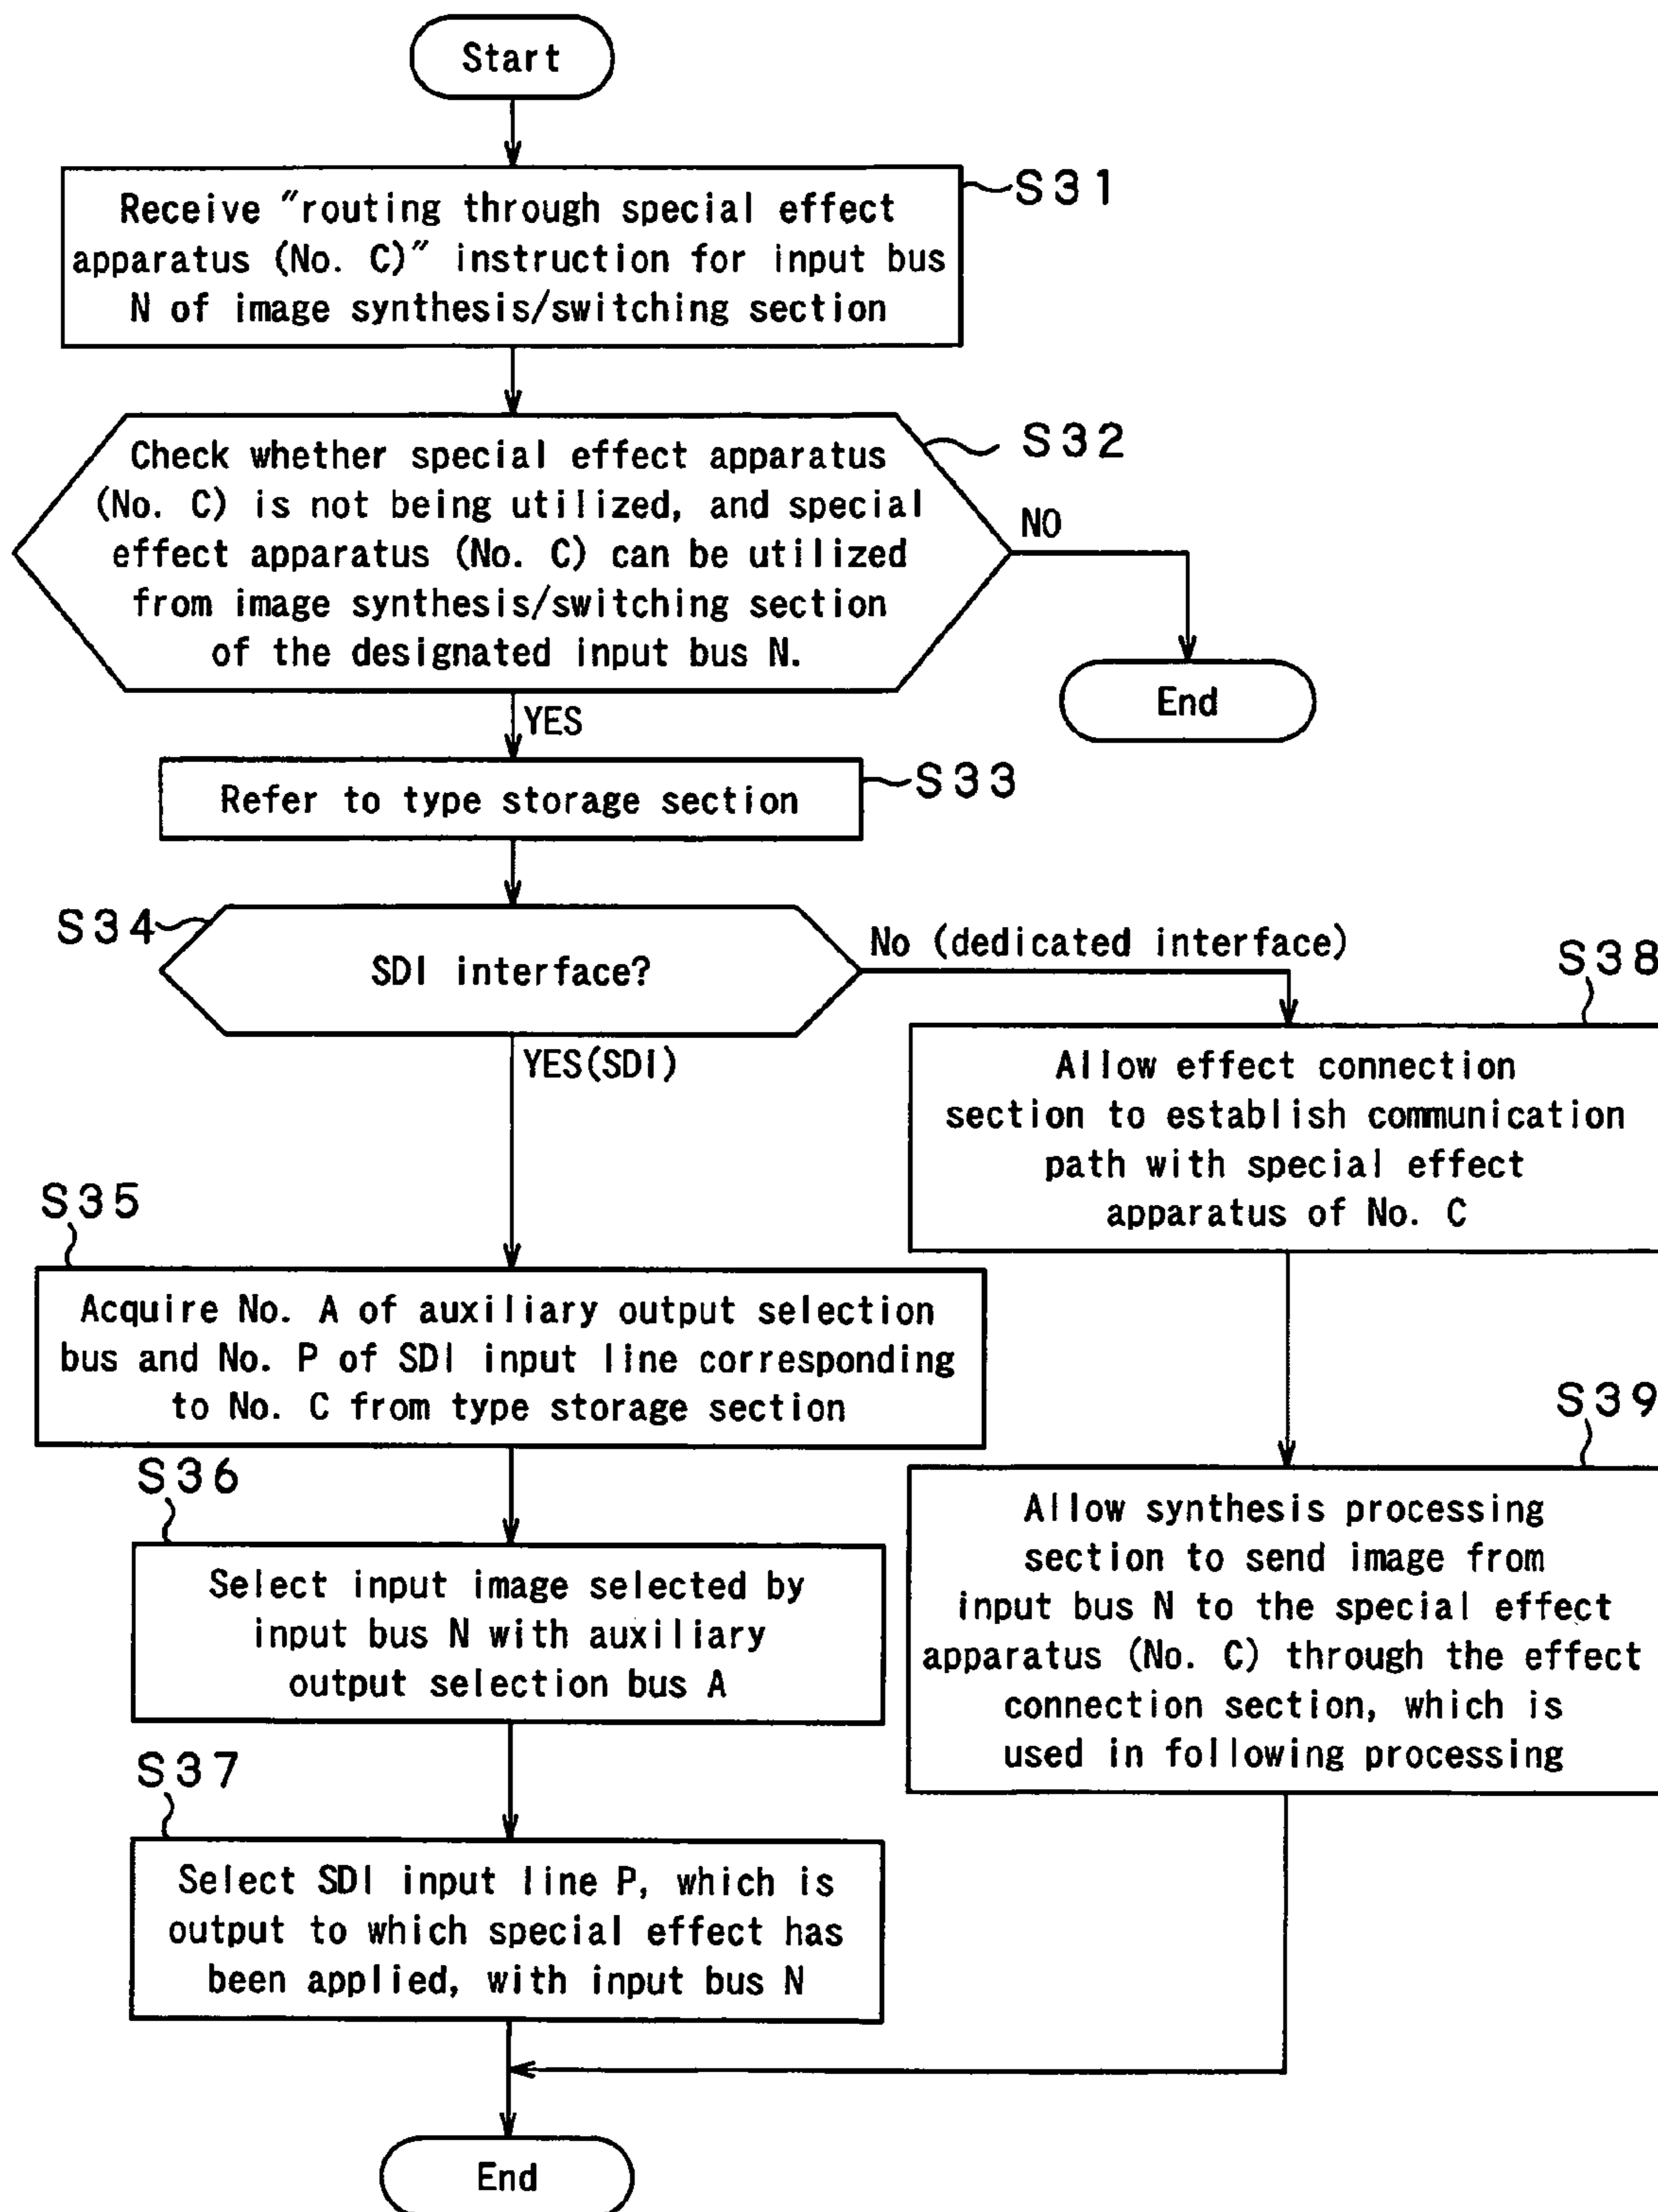 Start
S31
Receive "routing through special effect
apparatus (No. C)" instruction for input bus
N of image synthesis/switching section
S32
Check whether special effect apparatus
(No. C) is not being utilized, and special
effect apparatus (No. C) can be utilized
from image synthesis/switching section
of the designated input bus N.
NO
End
YES
S33
Refer to type storage section
S34
SDI interface?
No (dedicated interface)
YES(SDI)
S38
Allow effect connection
section to establish communication
path with special effect
apparatus of No. C
S35
Acquire No. A of auxiliary output selection
bus and No. P of SDI input line corresponding
to No. C from type storage section
S39
Allow synthesis processing
section to send image from
input bus N to the special effect
apparatus (No. C) through the effect
connection section, which is
used in following processing
S36
Select input image selected by
input bus N with auxiliary
output selection bus A
S37
Select SDI input line P, which is
output to which special effect has
been applied, with input bus N
End